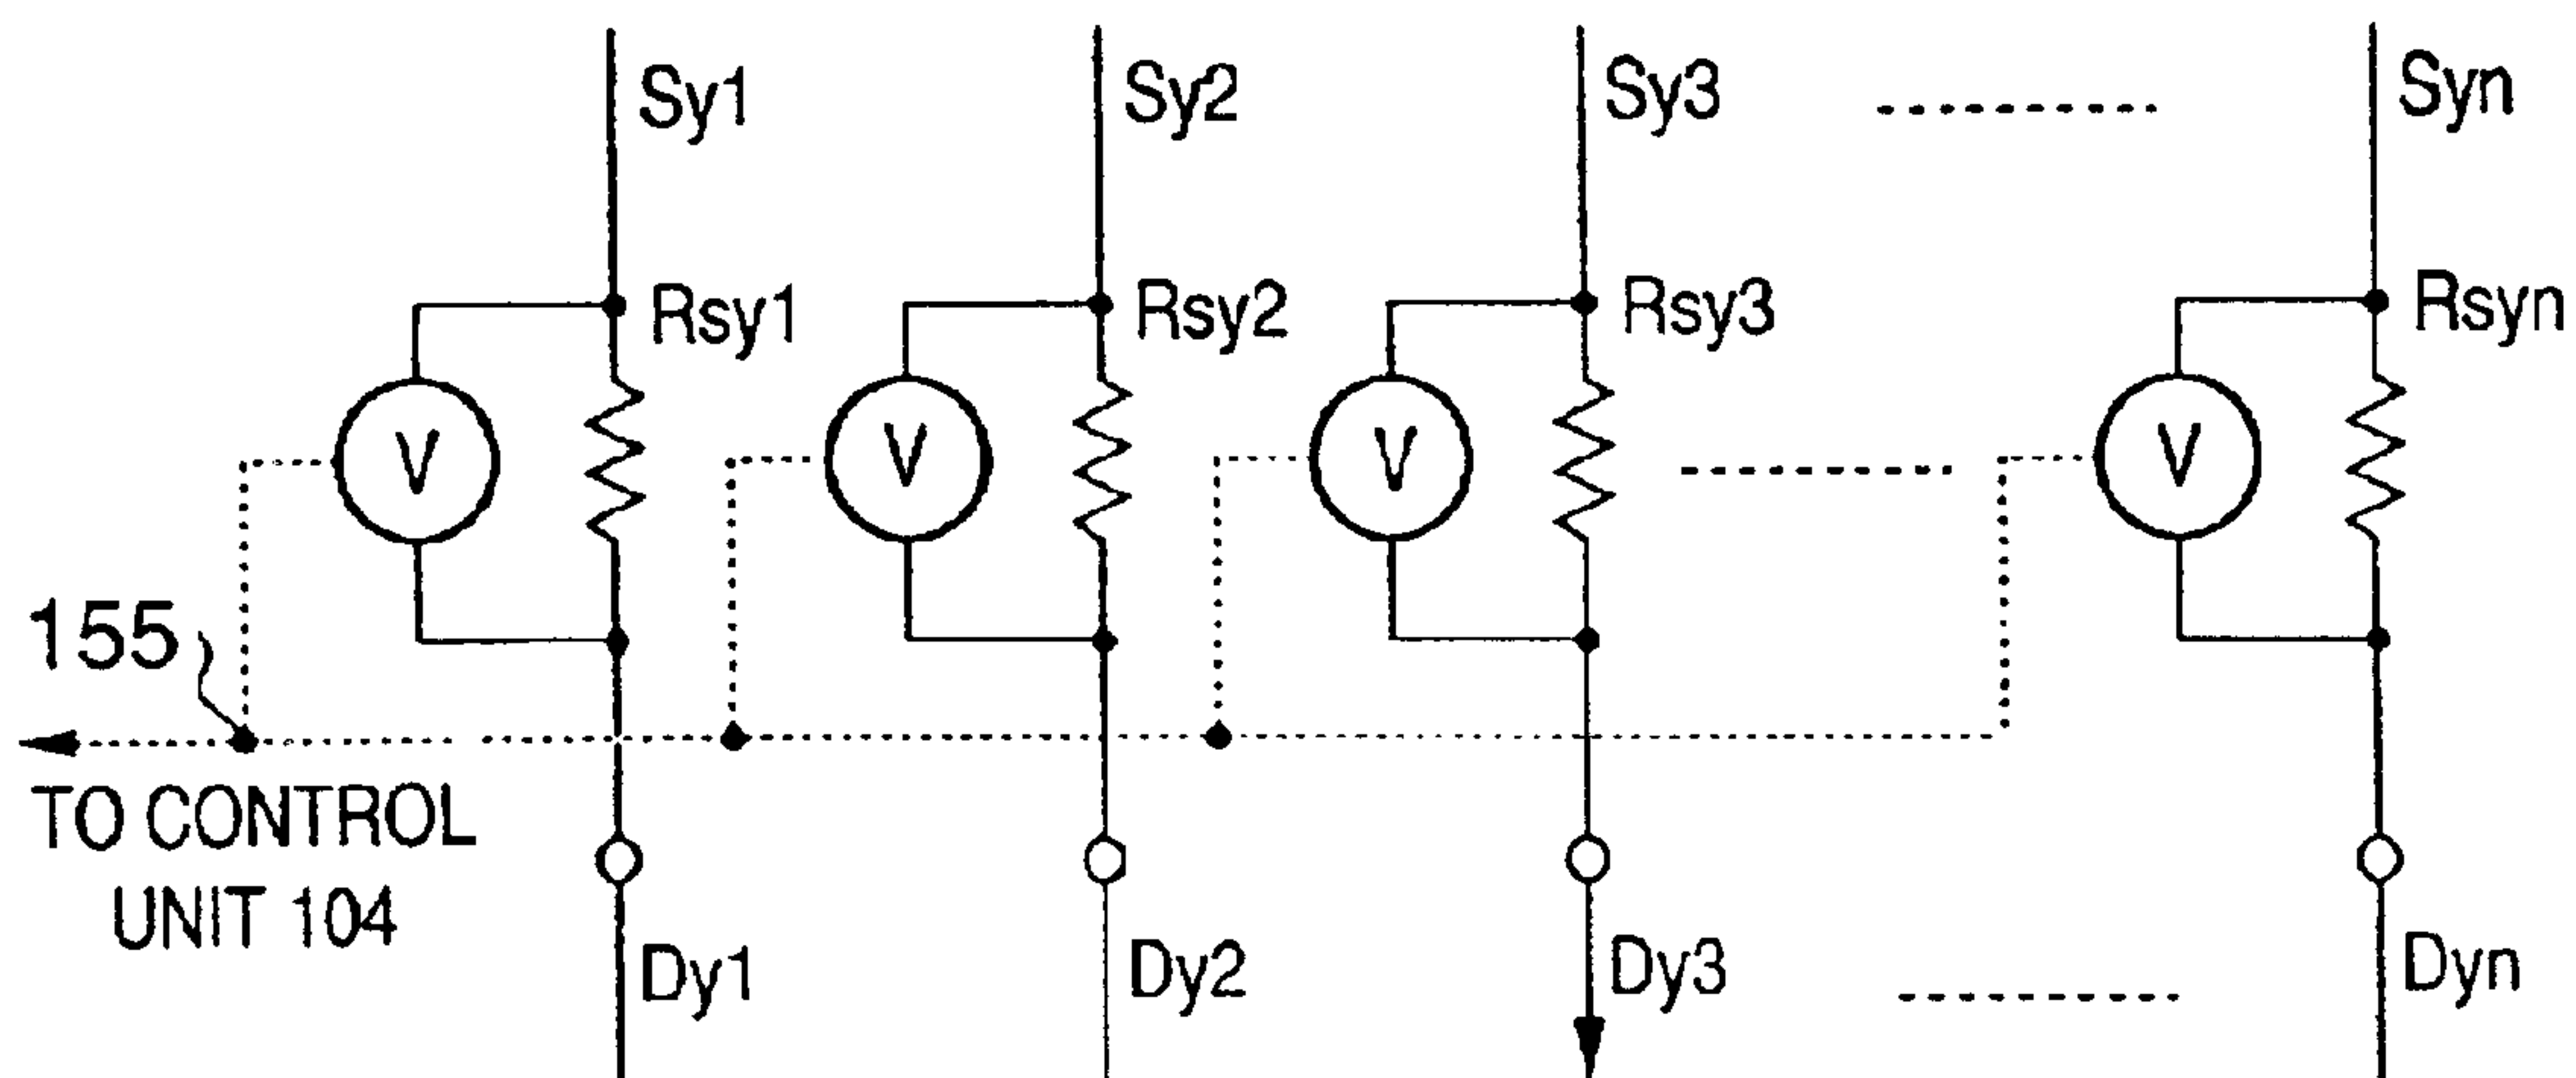 Sy1 Sy2 Sy3 Syn
Rsy1 Rsy2 Rsy3 Rsyn
V V V V
155
TO CONTROL
UNIT 104
Dy1 Dy2 Dy3 Dyn